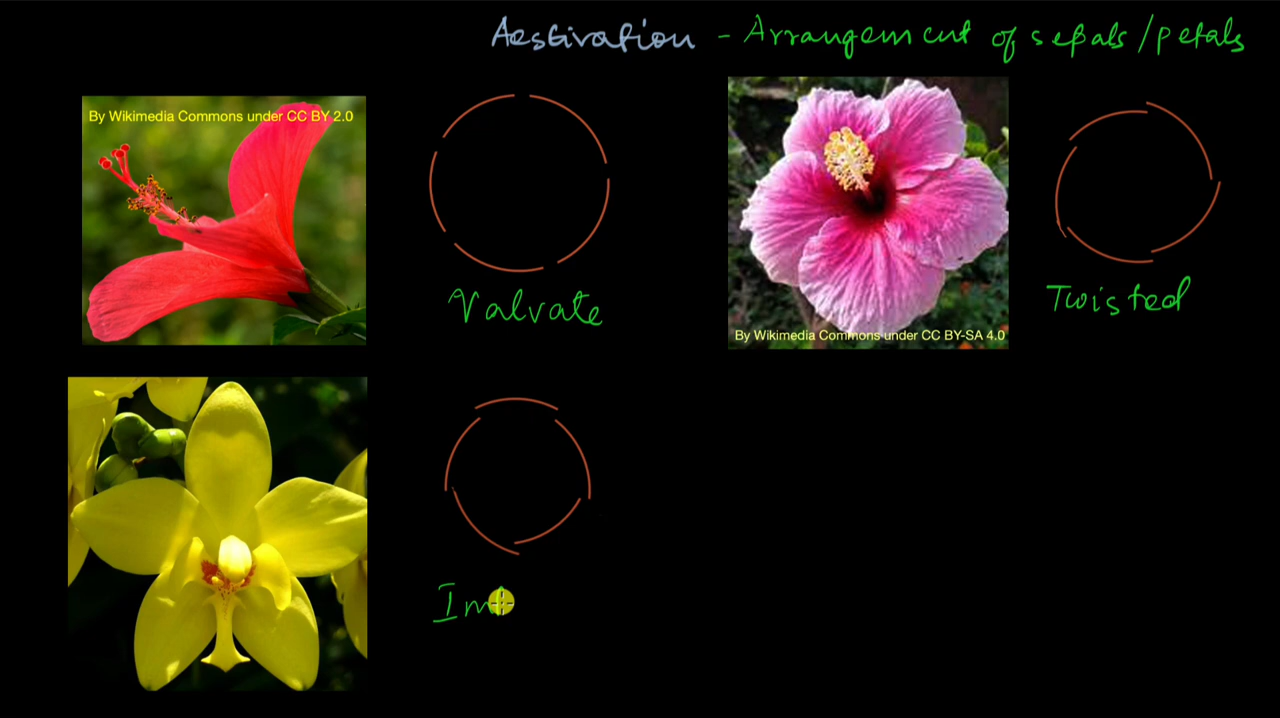 Aestivation - Arrangement of sepals/petals
By Wikimedia Commons under CC BY 2.0
Valvate
By Wikimedia Commons under CC BY-SA 4.0
Twisted
Im